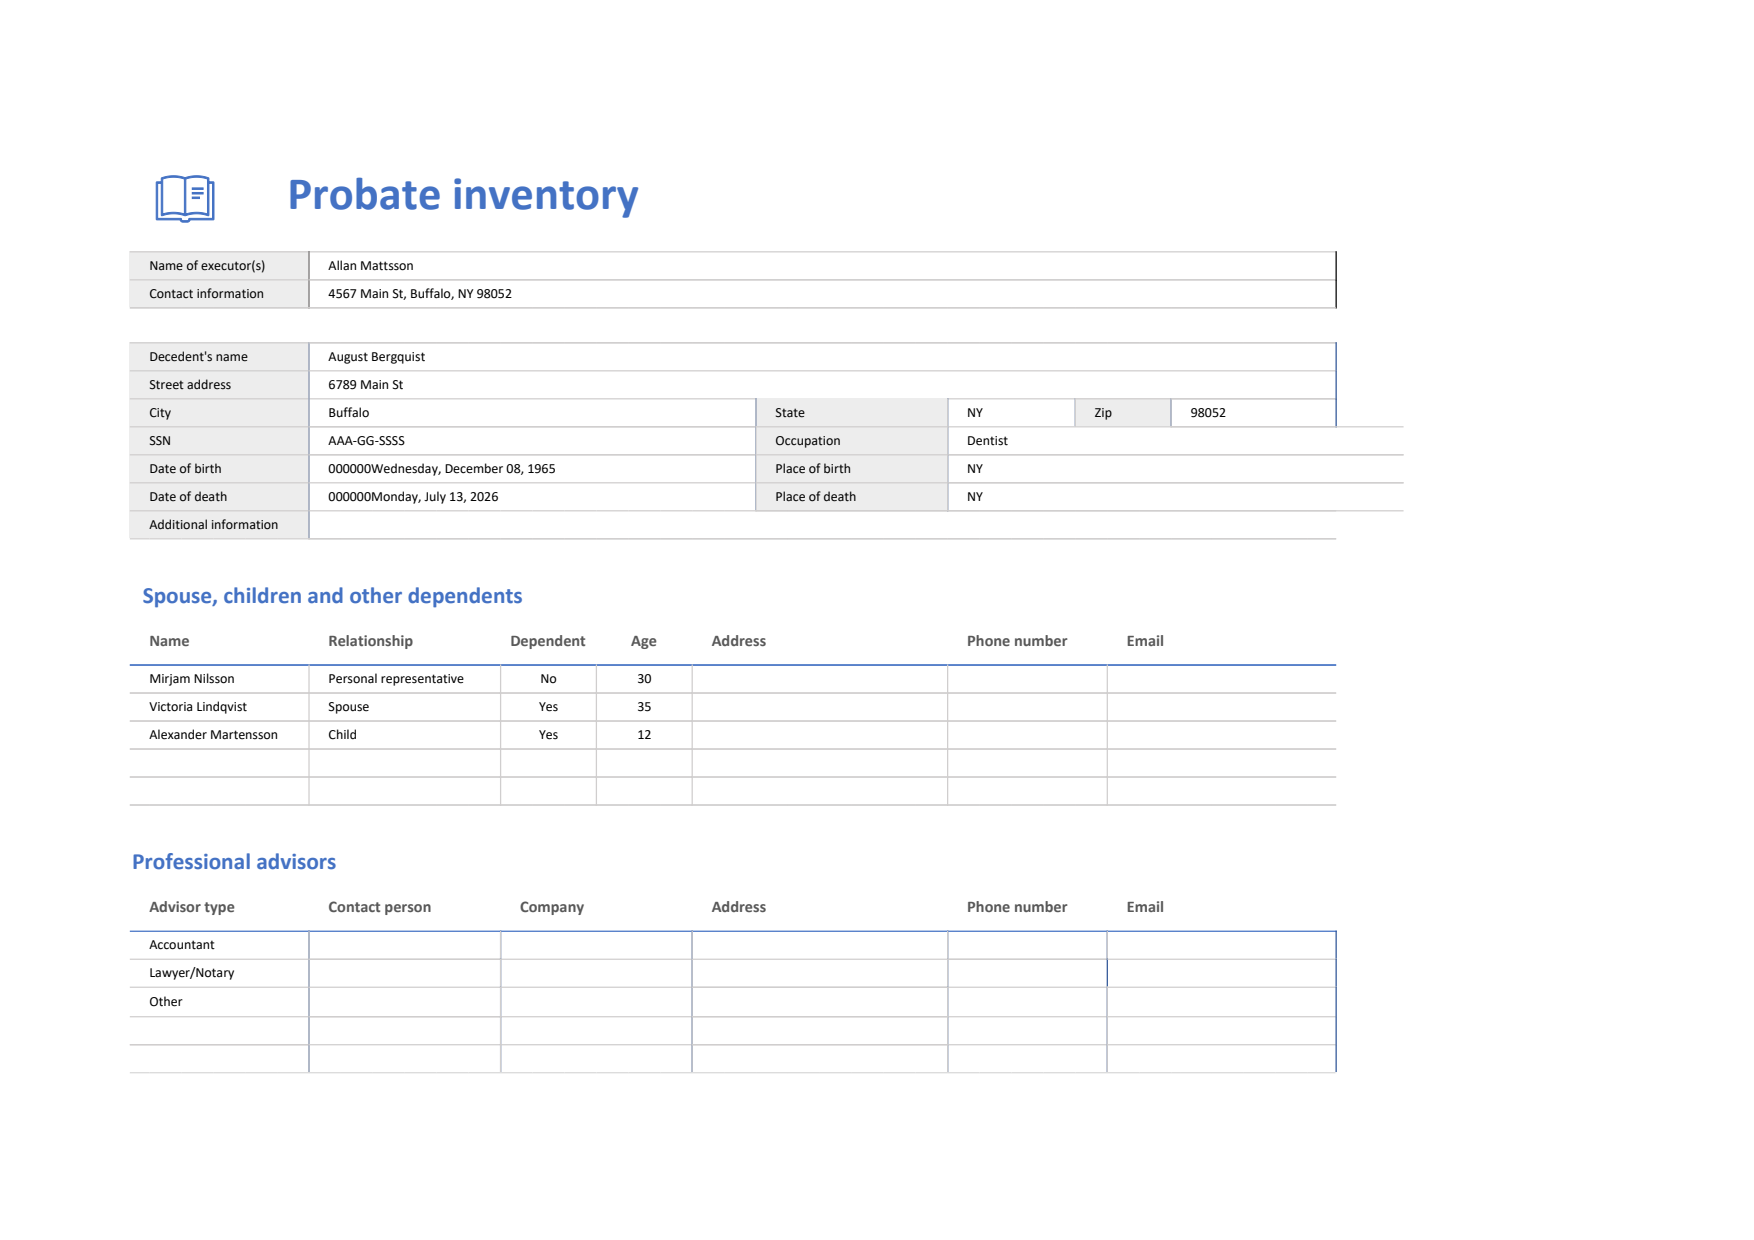 Probate inventory
Name of executor(s) Allan Mattsson
Contact information 4567 Main St, Buffalo, NY 98052
Decedent's name August Bergquist
Street address 6789 Main St
City Buffalo State NY Zip 98052
SSN AAA-GG-SSSS Occupation Dentist
Date of birth 000000Wednesday, December 08, 1965 Place of birth NY
Date of death 000000Monday, July 13, 2026 Place of death NY
Additional information
Spouse, children and other dependents
Name Relationship Dependent Age Address Phone number Email
Mirjam Nilsson Personal representative No 30
Victoria Lindqvist Spouse Yes 35
Alexander Martensson Child Yes 12
Professional advisors
Advisor type Contact person Company Address Phone number Email
Accountant
Lawyer/Notary
Other